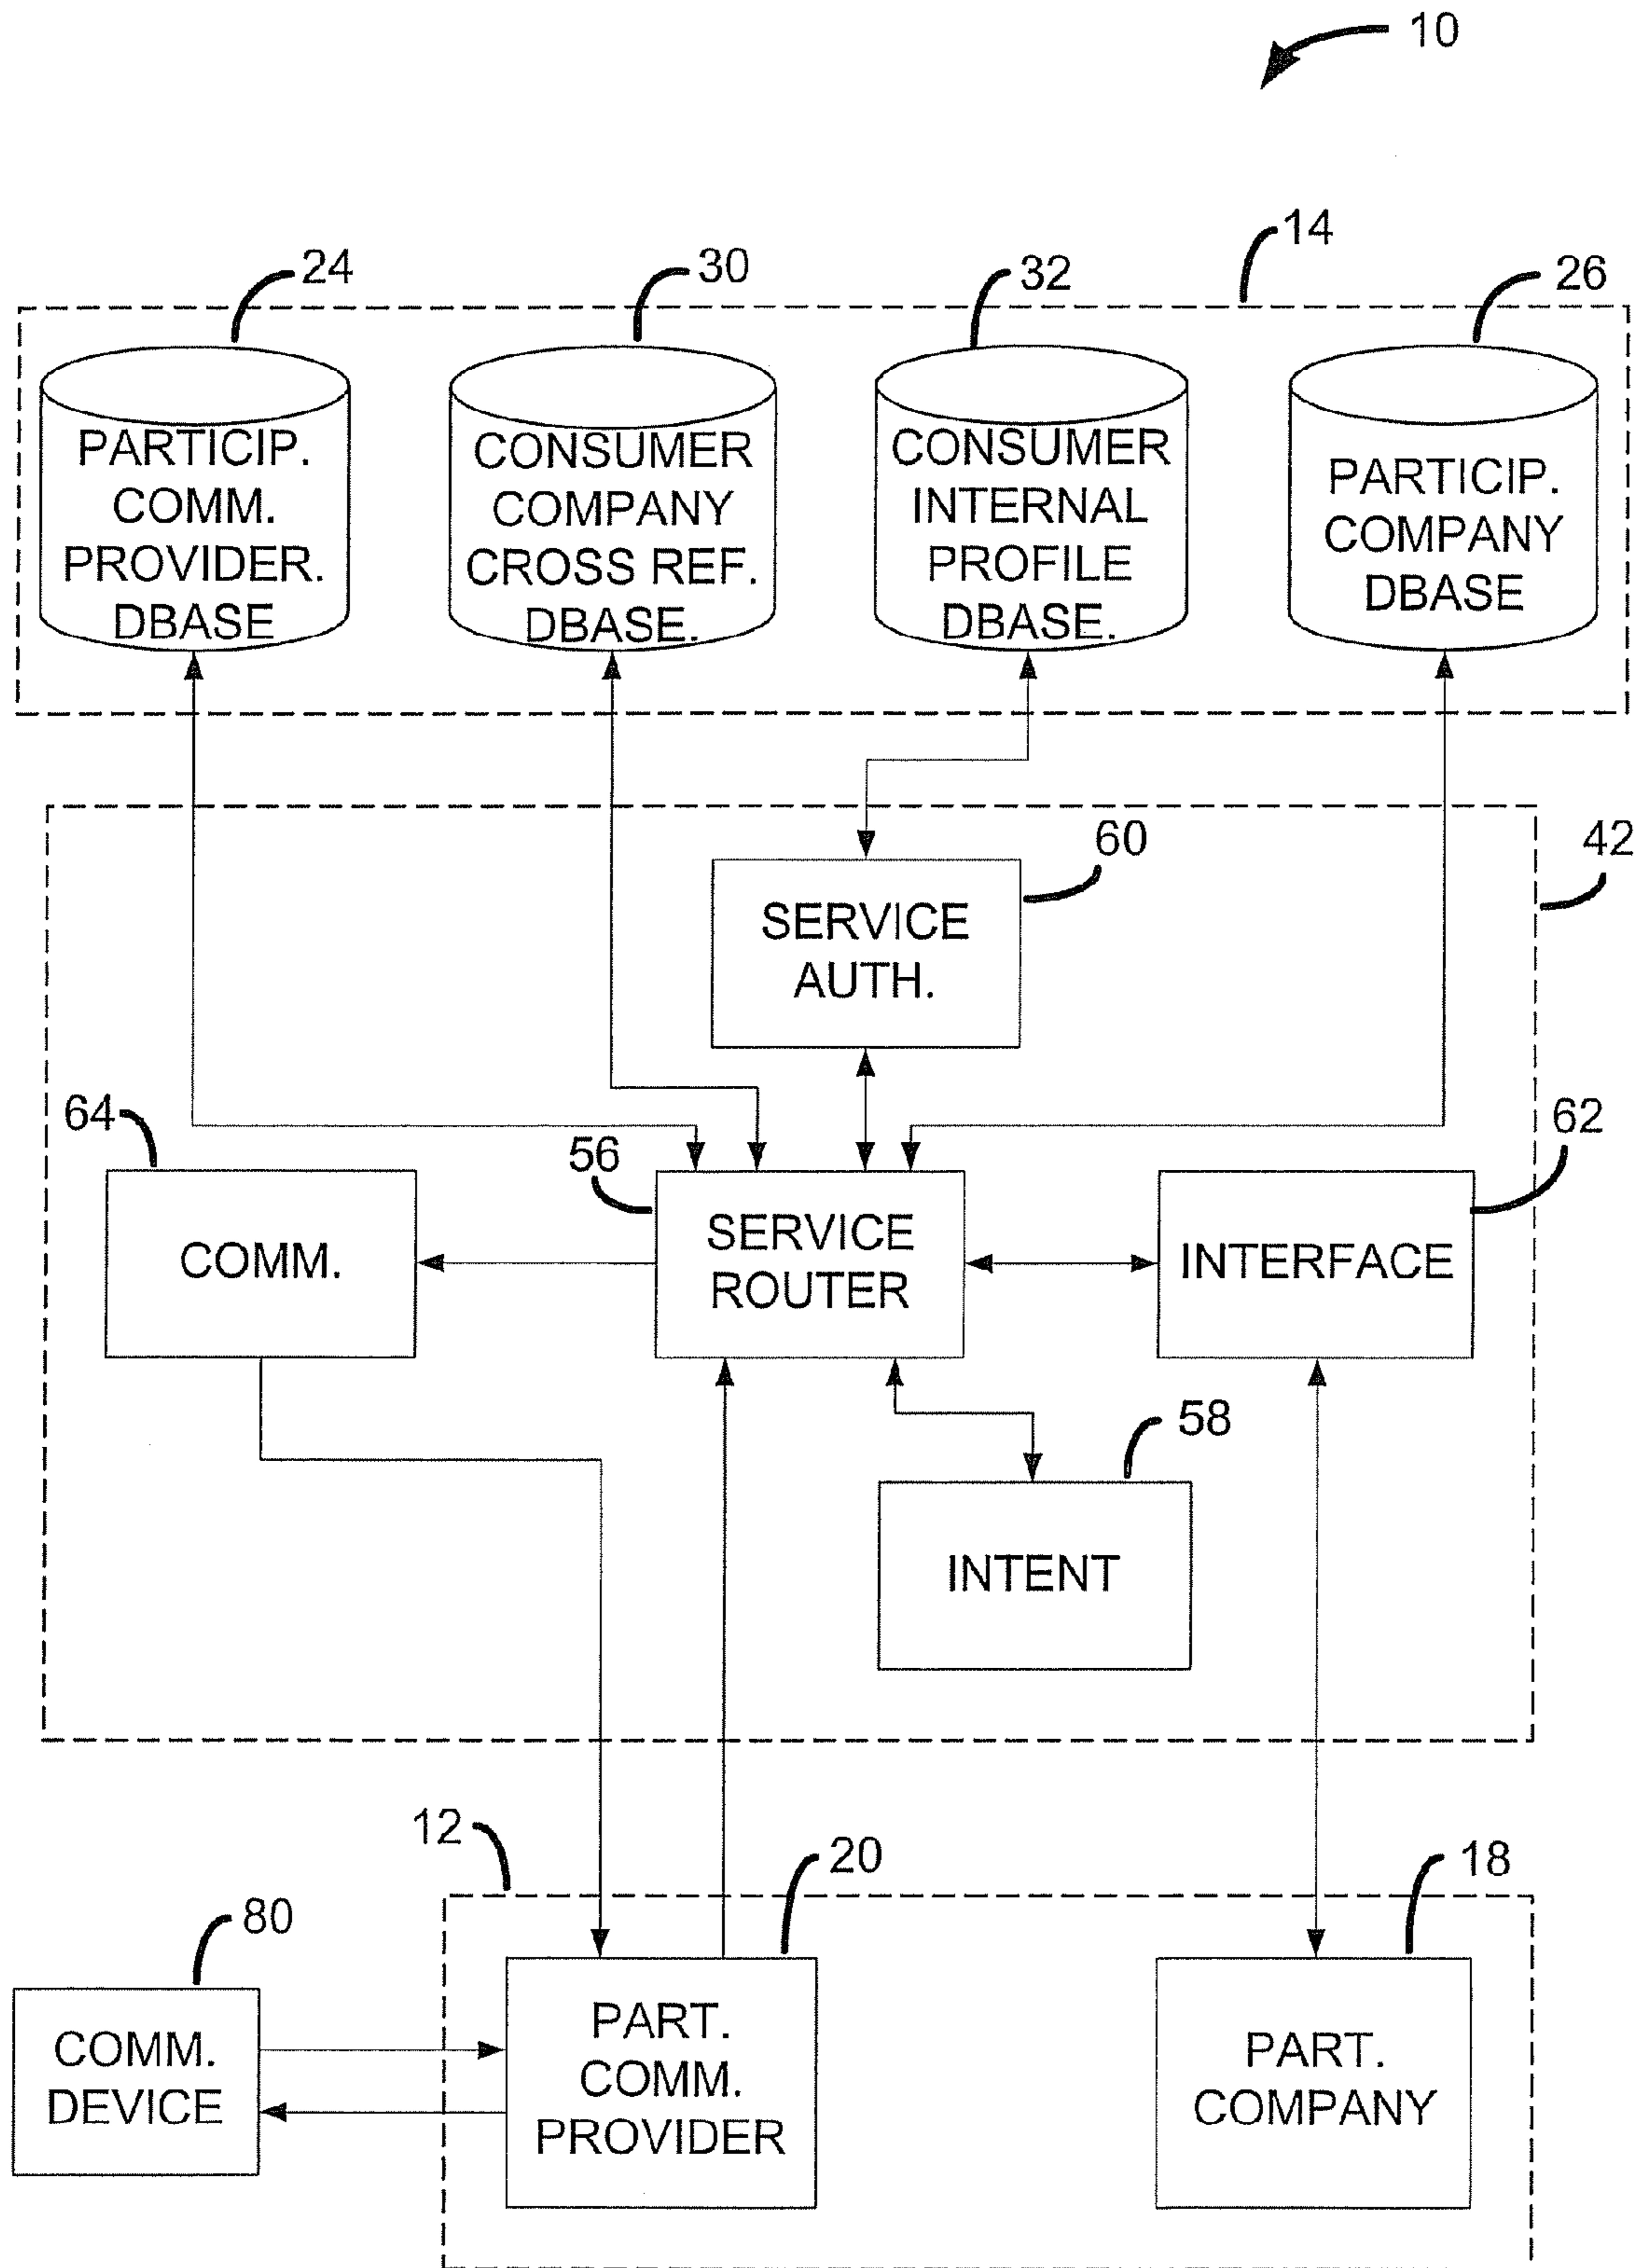 10
14
24
30
32
26
PARTICIP.
COMM.
PROVIDER.
DBASE
CONSUMER
COMPANY
CROSS REF.
DBASE.
CONSUMER
INTERNAL
PROFILE
DBASE.
PARTICIP.
COMPANY
DBASE
42
60
SERVICE
AUTH.
64
56
62
COMM.
SERVICE
ROUTER
INTERFACE
58
INTENT
12
20
18
80
COMM.
DEVICE
PART.
COMM.
PROVIDER
PART.
COMPANY